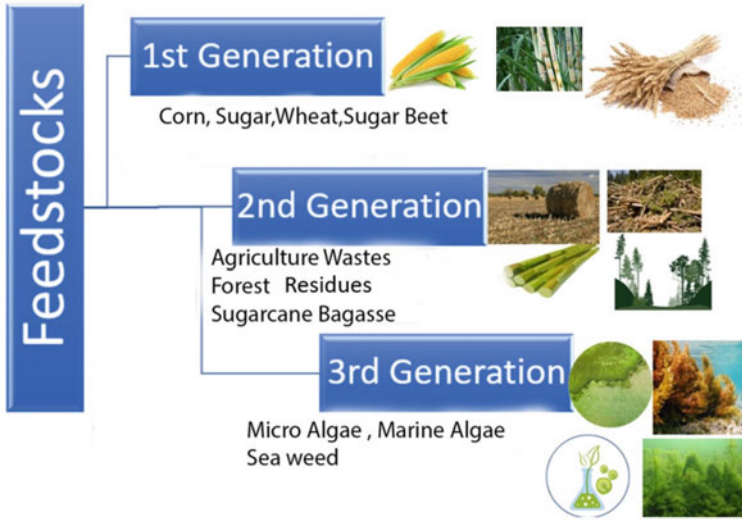 Feedstocks
1st Generation
Corn, Sugar,Wheat,Sugar Beet
2nd Generation
Agriculture Wastes
Forest Residues
Sugarcane Bagasse
3rd Generation
Micro Algae , Marine Algae
Sea weed